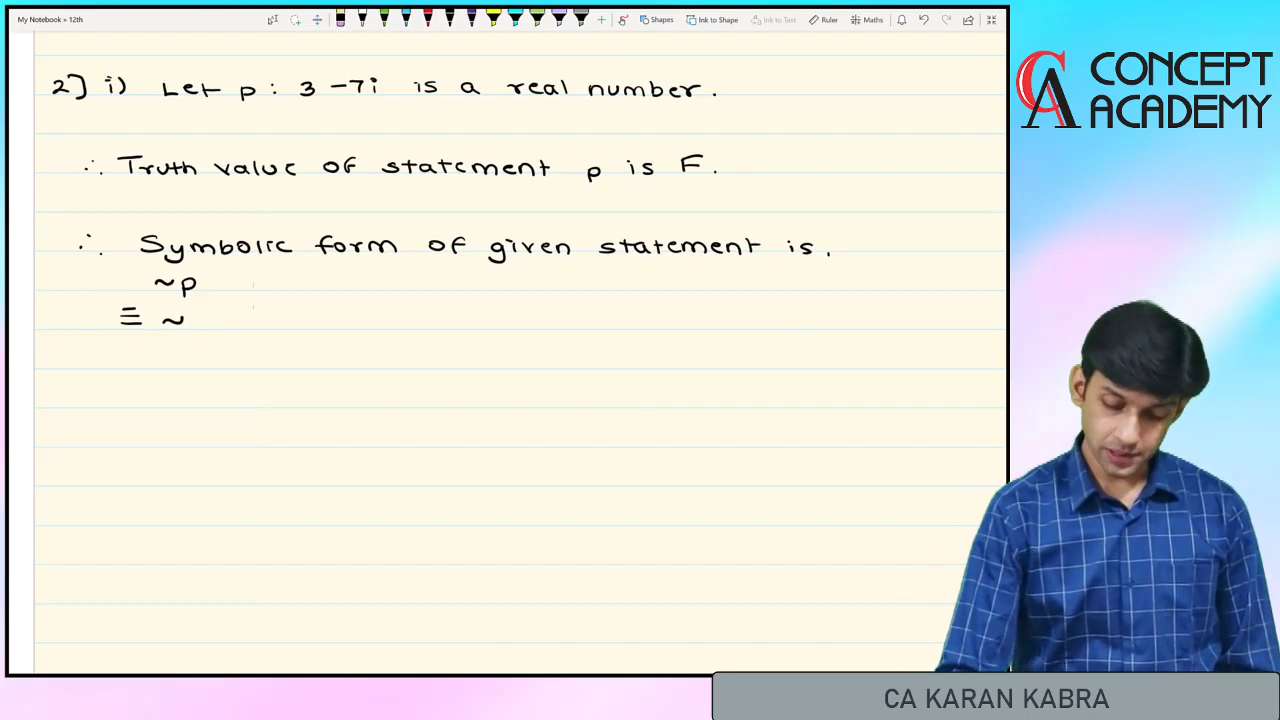 My Notebook » 12th
Shapes
Ink to Shape
Ink to Text
Ruler
Maths
2] i) Let p : 3 - 7i is a real number.
∴ Truth value of statement p is F.
∴ Symbolic form of given statement is.
~p
≡ ~
CONCEPT
ACADEMY
CA KARAN KABRA